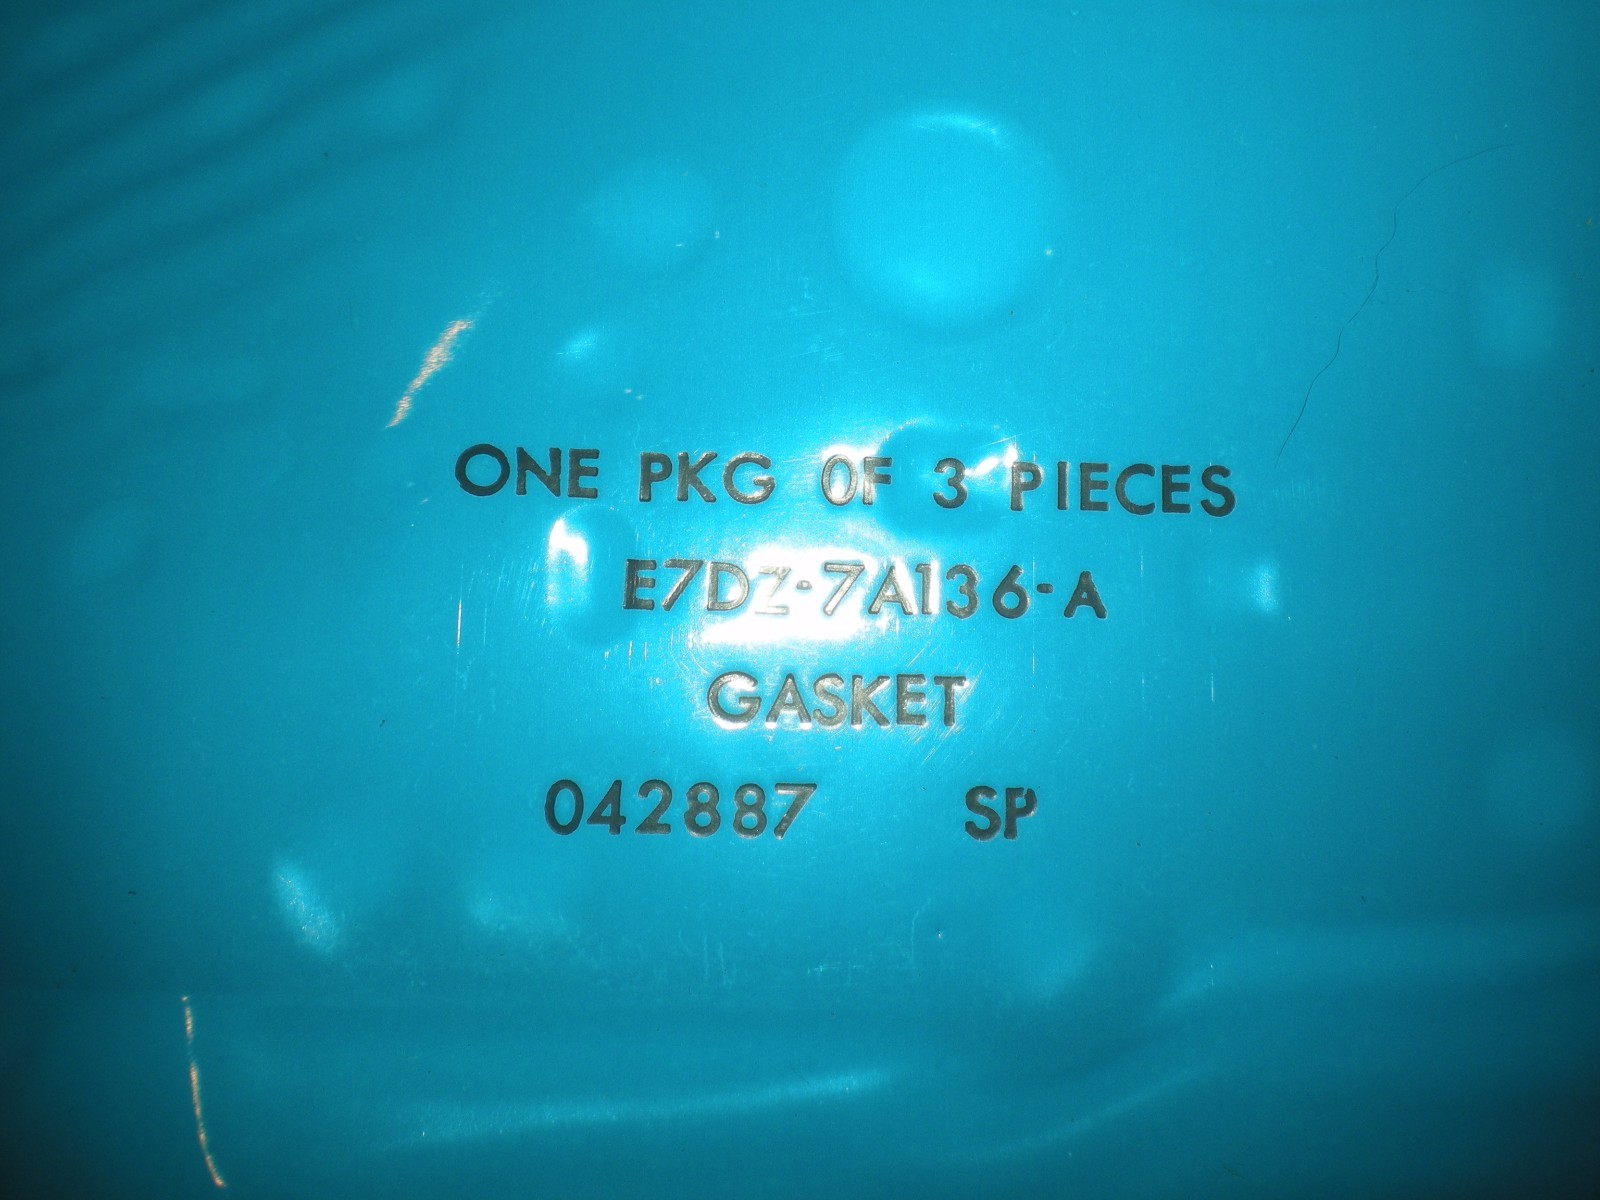 ONE PKG OF 3 PIECES
E7DZ-7A136-A
GASKET
042887 SP